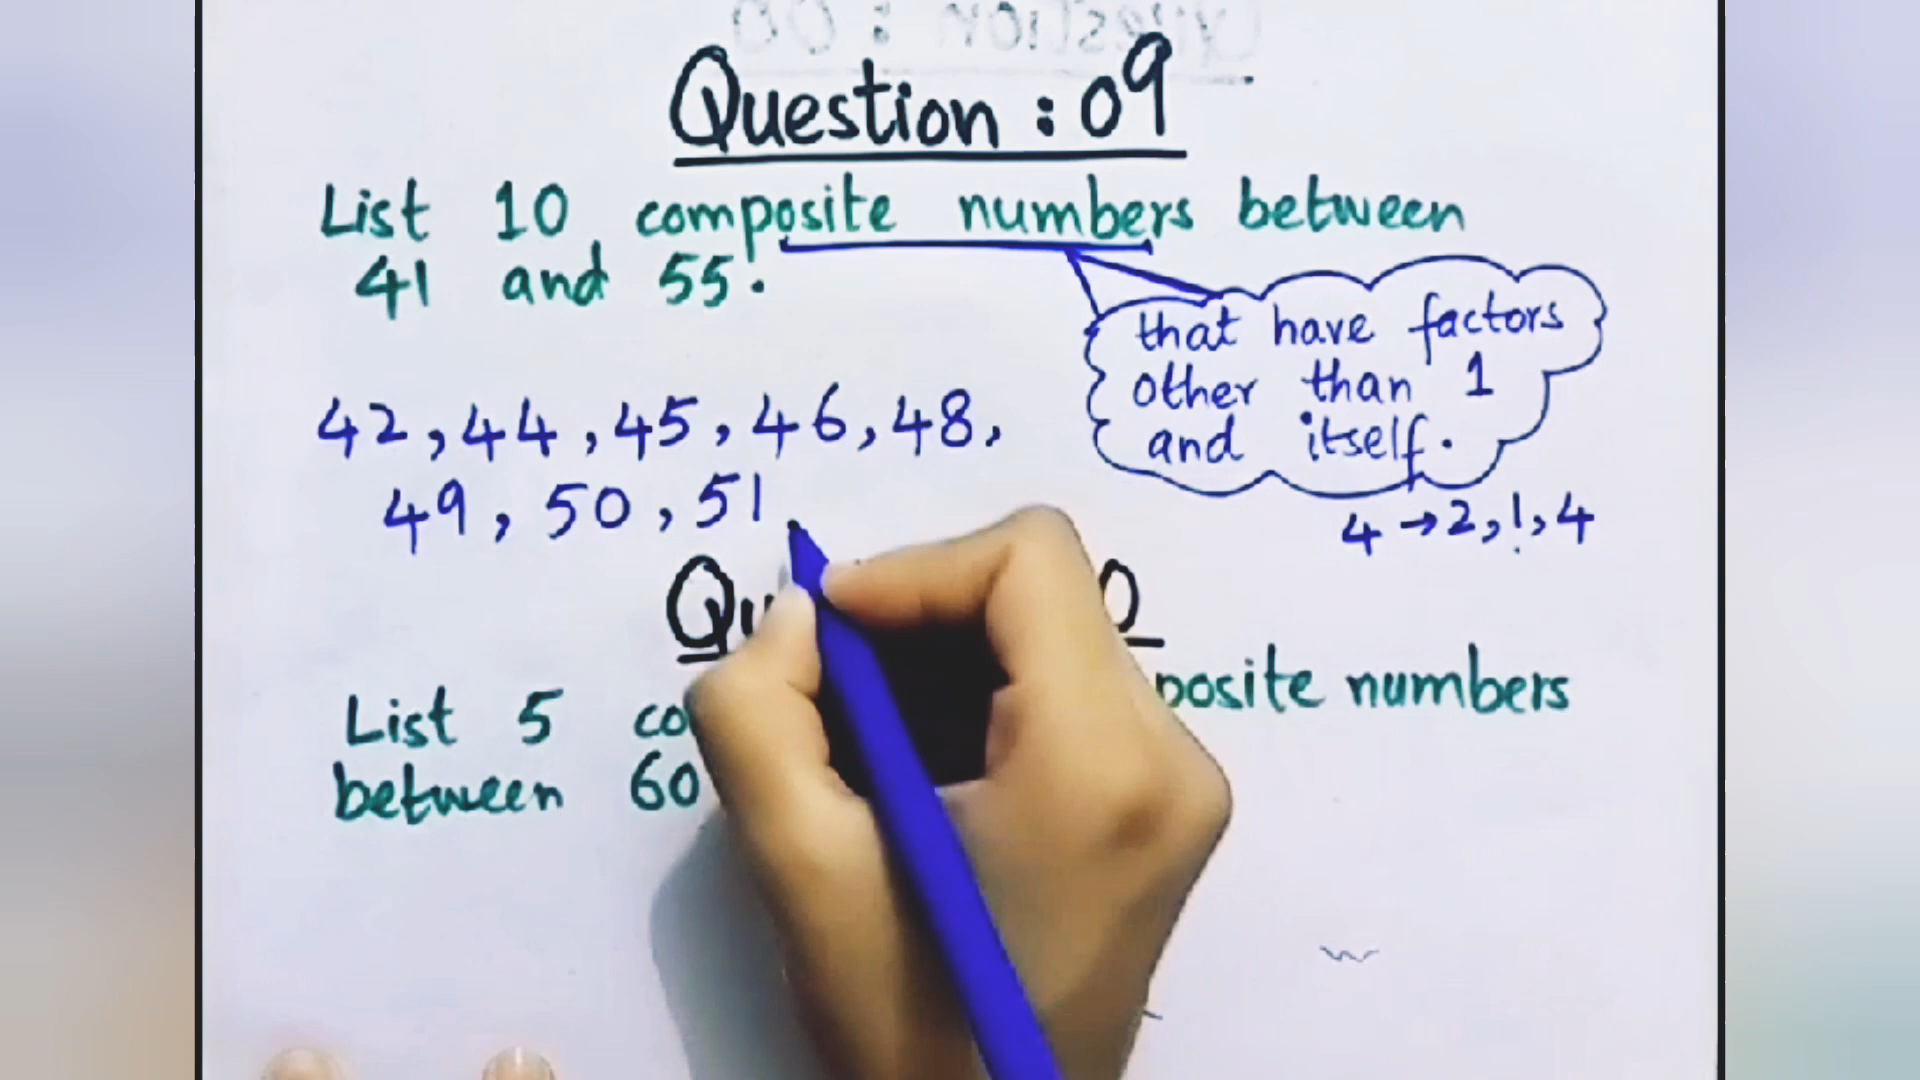 Question : 09
List 10 composite numbers between
41 and 55.
that have factors
other than 1
and itself.
42, 44, 45, 46, 48,
49, 50, 51
4 → 2, 1, 4
List 5
numbers
between 60